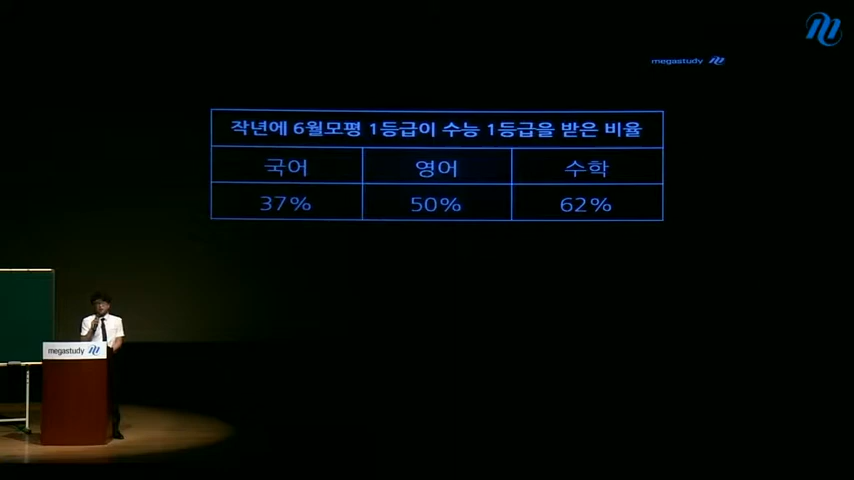 megastudy
작년에 6월모평 1등급이 수능 1등급을 받은 비율
국어 영어 수학
37% 50% 62%
megastudy